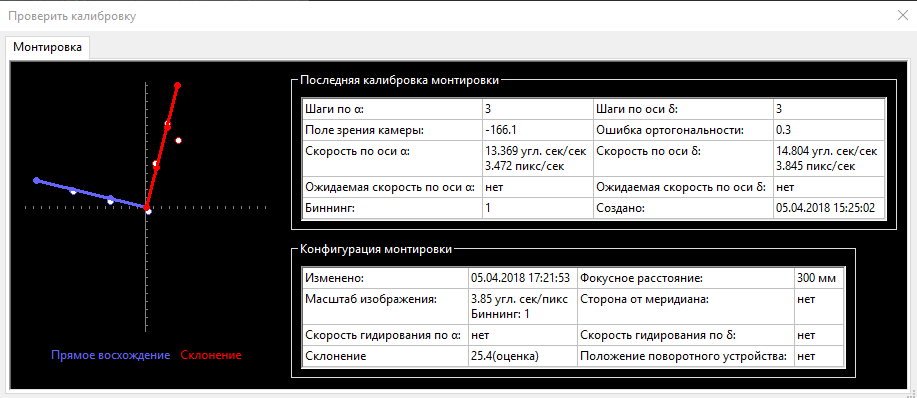 Проверить калибровку
Монтировка
Последняя калибровка монтировки
Шаги по α: 3 Шаги по оси δ: 3
Поле зрения камеры: -166.1 Ошибка ортогональности: 0.3
Скорость по оси α: 13.369 угл. сек/сек Скорость по оси δ: 14.804 угл. сек/сек
3.472 пикс/сек 3.845 пикс/сек
Ожидаемая скорость по оси α: нет Ожидаемая скорость по оси δ: нет
Биннинг: 1 Создано: 05.04.2018 15:25:02
Конфигурация монтировки
Изменено: 05.04.2018 17:21:53 Фокусное расстояние: 300 мм
Масштаб изображения: 3.85 угл. сек/пикс Сторона от меридиана: нет
Биннинг: 1
Скорость гидирования по α: нет Скорость гидирования по δ: нет
Склонение 25.4(оценка) Положение поворотного устройства: нет
Прямое восхождение Склонение